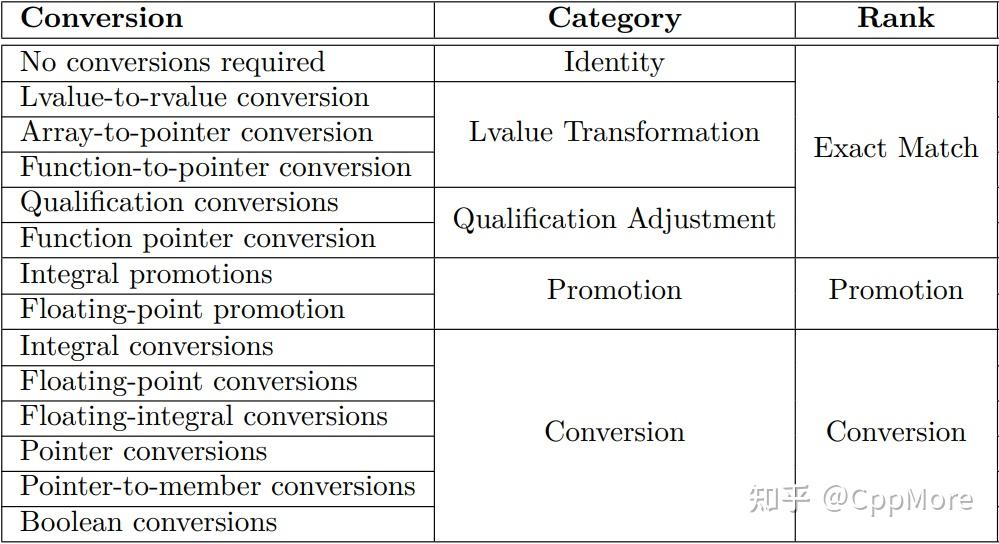 Conversion Category Rank
No conversions required Identity
Lvalue-to-rvalue conversion
Array-to-pointer conversion Lvalue Transformation Exact Match
Function-to-pointer conversion
Qualification conversions Qualification Adjustment
Function pointer conversion
Integral promotions Promotion Promotion
Floating-point promotion
Integral conversions
Floating-point conversions
Floating-integral conversions Conversion Conversion
Pointer conversions
Pointer-to-member conversions
Boolean conversions
知乎 @CppMore